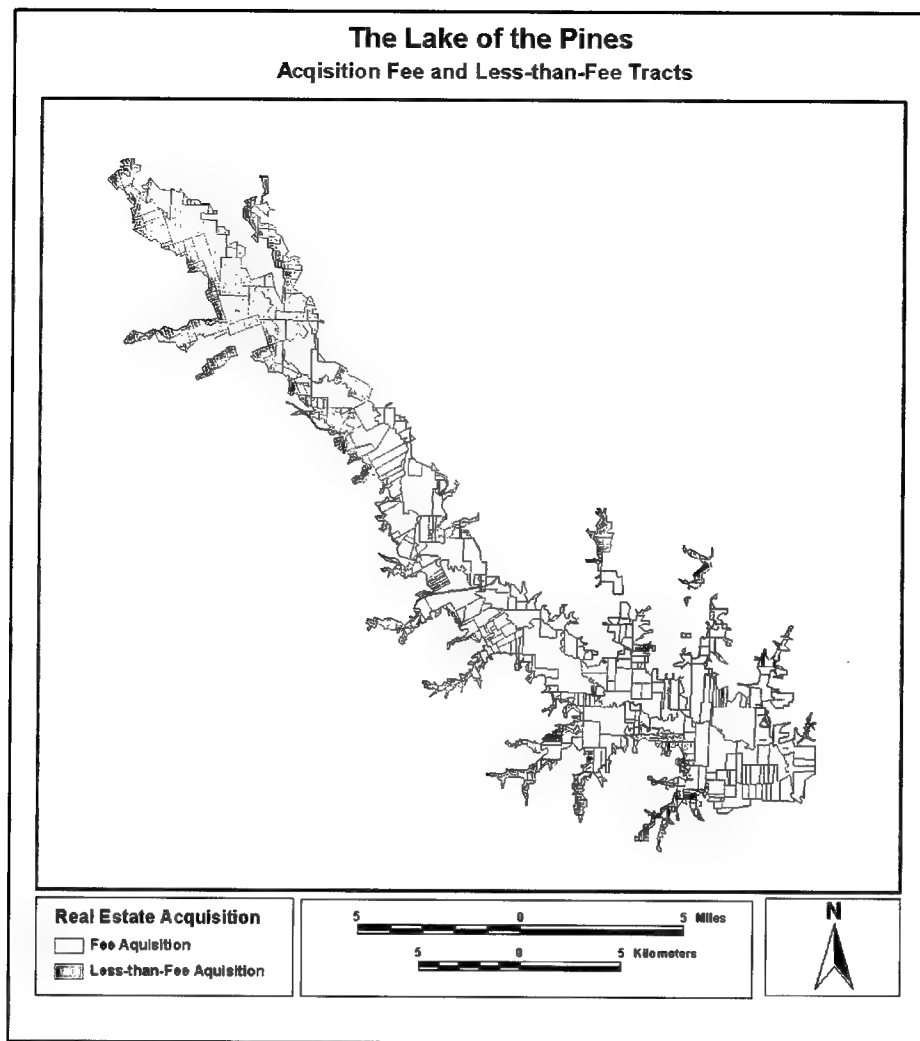 The Lake of the Pines
Acqisition Fee and Less-than-Fee Tracts
Real Estate Acquisition
Fee Aquisition
Less-than-Fee Aquisition
5 0 5 Miles
5 0 5 Kilometers
N